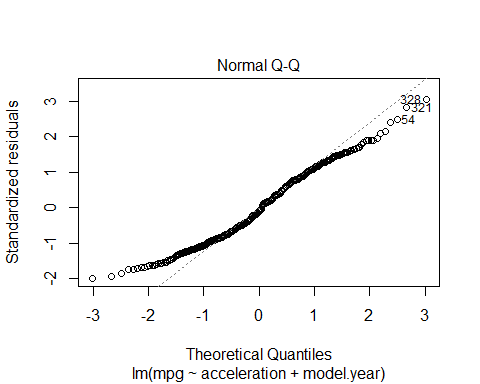 Normal Q-Q
Standardized residuals
3
2
1
0
-1
-2
328
321
54
-3 -2 -1 0 1 2 3
Theoretical Quantiles
lm(mpg ~ acceleration + model.year)